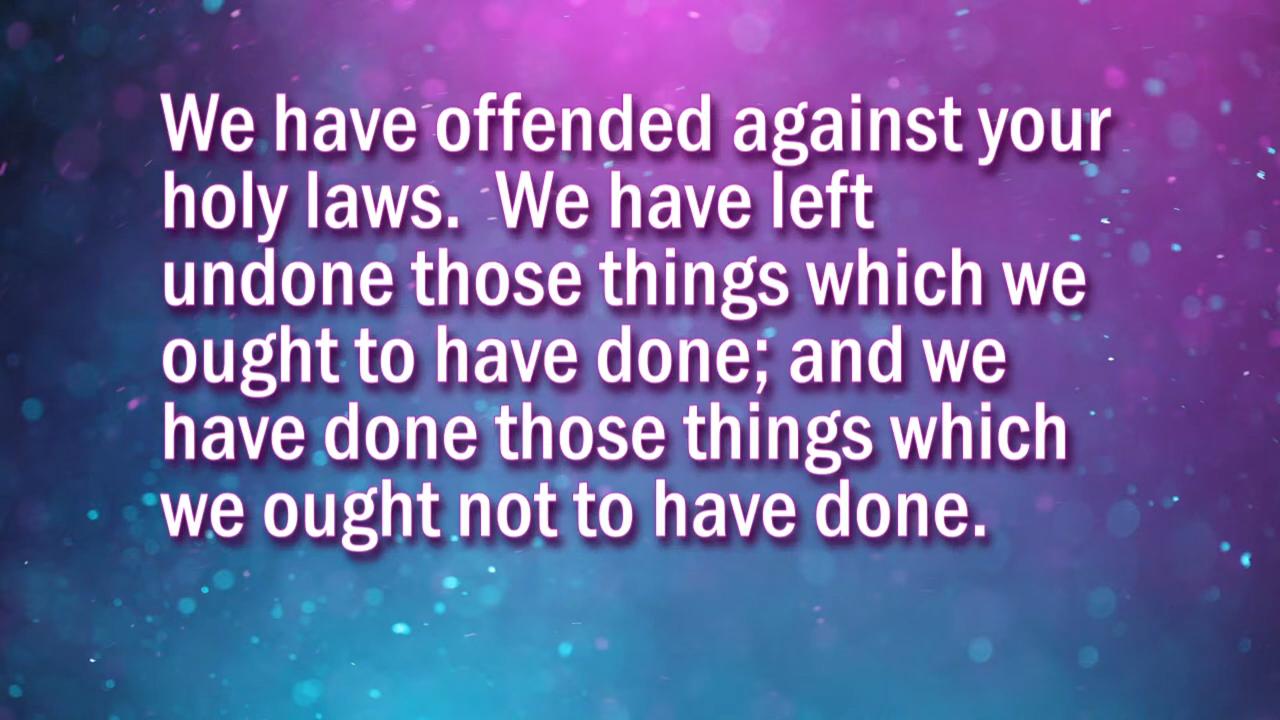 We have offended against your
holy laws.  We have left
undone those things which we
ought to have done; and we
have done those things which
we ought not to have done.